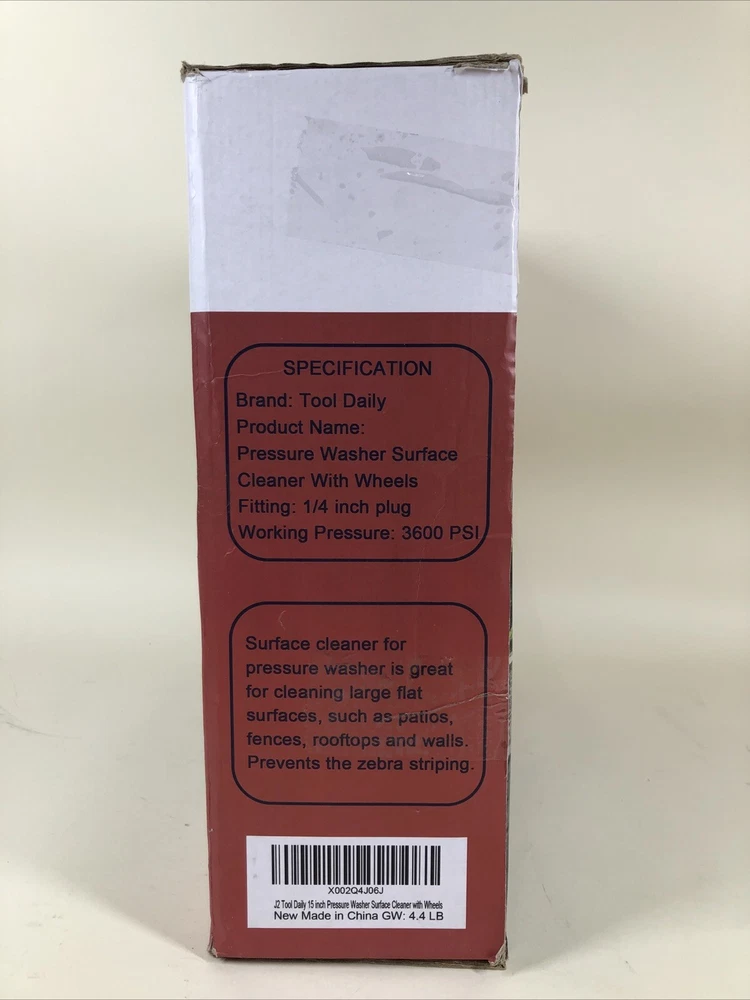 SPECIFICATION
Brand: Tool Daily
Product Name:
Pressure Washer Surface
Cleaner With Wheels
Fitting: 1/4 inch plug
Working Pressure: 3600 PSI
Surface cleaner for
pressure washer is great
for cleaning large flat
surfaces, such as patios,
fences, rooftops and walls.
Prevents the zebra striping.
X002Q4J06J
J2 Tool Daily 15 inch Pressure Washer Surface Cleaner with Wheels
New Made in China GW: 4.4 LB